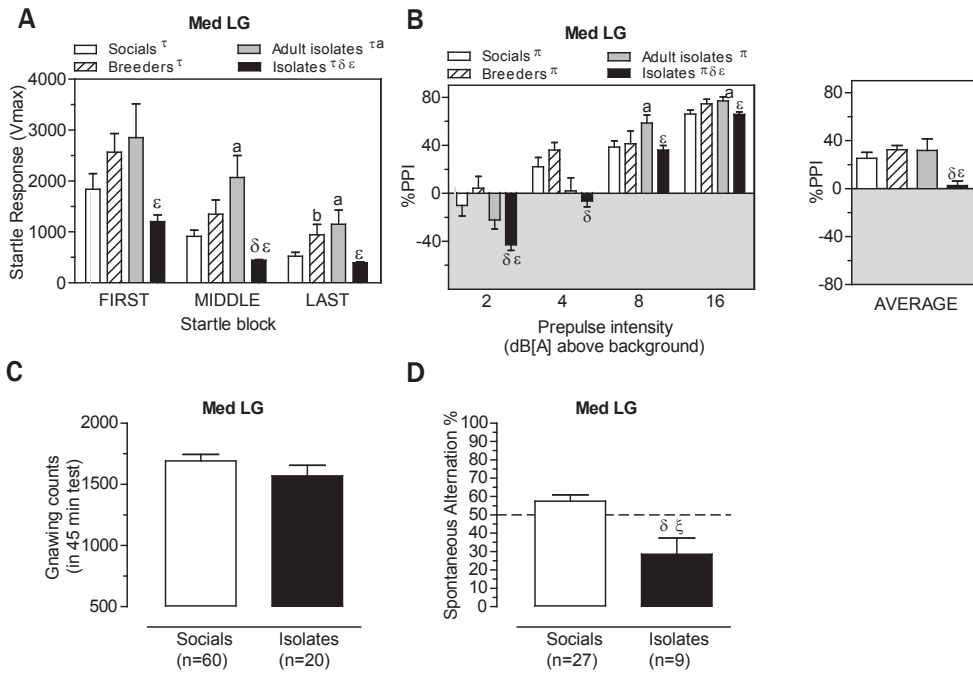 A
Med LG
Socials τ
Adult isolates τa
Breeders τ
Isolates τδε
Startle Response (Vmax)
4000
3000
2000
1000
0
ε
δε
a
b
a
ε
FIRST
MIDDLE
LAST
Startle block
B
Med LG
Socials π
Adult isolates π
Breeders π
Isolates πδε
%PPI
80
40
0
-40
δε
δ
a
ε
a
ε
2
4
8
16
Prepulse intensity
(dB[A] above background)
%PPI
80
40
0
-40
-80
δε
AVERAGE
C
Med LG
Gnawing counts
(in 45 min test)
2000
1500
1000
500
Socials
(n=60)
Isolates
(n=20)
D
Med LG
Spontaneous Alternation %
100
90
80
70
60
50
40
30
20
10
0
δ ξ
Socials
(n=27)
Isolates
(n=9)